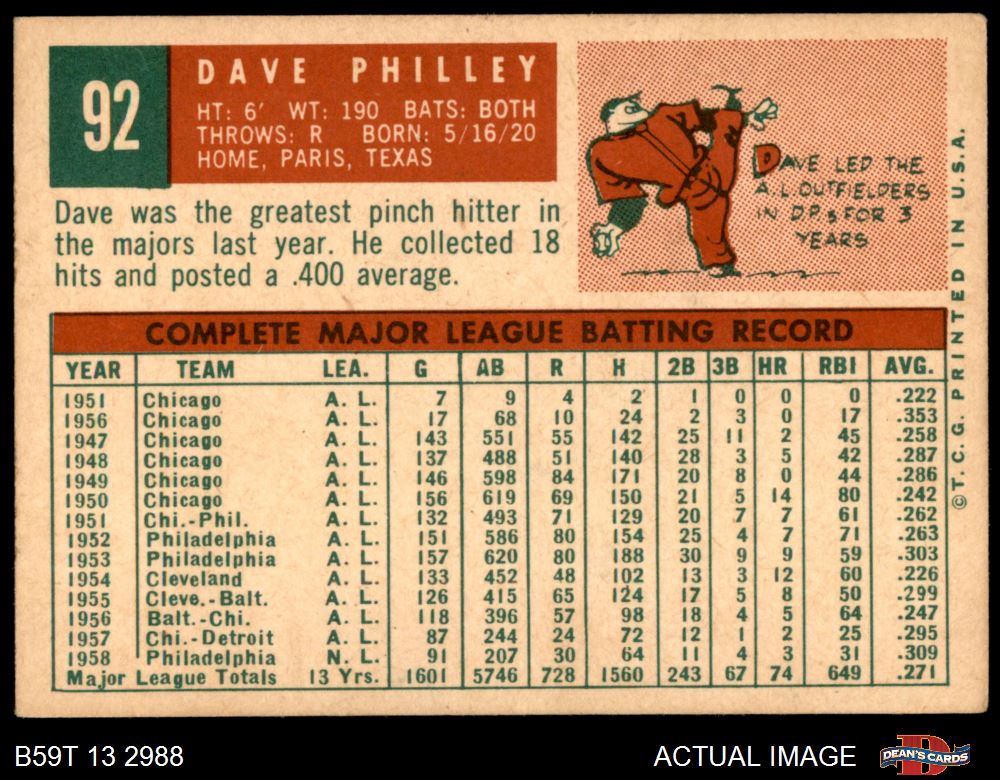 92
DAVE PHILLEY
HT: 6' WT: 190 BATS: BOTH
THROWS: R BORN: 5/16/20
HOME, PARIS, TEXAS
Dave was the greatest pinch hitter in
the majors last year. He collected 18
hits and posted a .400 average.
DAVE LED THE
A.L OUTFIELDERS
IN D.P.s FOR 3
YEARS
COMPLETE MAJOR LEAGUE BATTING RECORD
YEAR TEAM LEA. G AB R H 2B 3B HR RBI AVG.
1951 Chicago A. L. 7 9 4 2 1 0 0 0 .222
1956 Chicago A. L. 17 68 10 24 2 3 0 17 .353
1947 Chicago A. L. 143 551 55 142 25 11 2 45 .258
1948 Chicago A. L. 137 488 51 140 28 3 5 42 .287
1949 Chicago A. L. 146 598 84 171 20 8 0 44 .286
1950 Chicago A. L. 156 619 69 150 21 5 14 80 .242
1951 Chi.-Phil. A. L. 132 493 71 129 20 7 7 61 .262
1952 Philadelphia A. L. 151 586 80 154 25 4 7 71 .263
1953 Philadelphia A. L. 157 620 80 188 30 9 9 59 .303
1954 Cleveland A. L. 133 452 48 102 13 3 12 60 .226
1955 Cleve.-Balt. A. L. 126 415 65 124 17 5 8 50 .299
1956 Balt.-Chi. A. L. 118 396 57 98 18 4 5 64 .247
1957 Chi.-Detroit A. L. 87 244 24 72 12 1 2 25 .295
1958 Philadelphia N. L. 91 207 30 64 11 4 3 31 .309
Major League Totals 13 Yrs. 1601 5746 728 1560 243 67 74 649 .271
©T.C.G. PRINTED IN U.S.A.
B59T 13 2988
ACTUAL IMAGE
DEAN'S CARDS